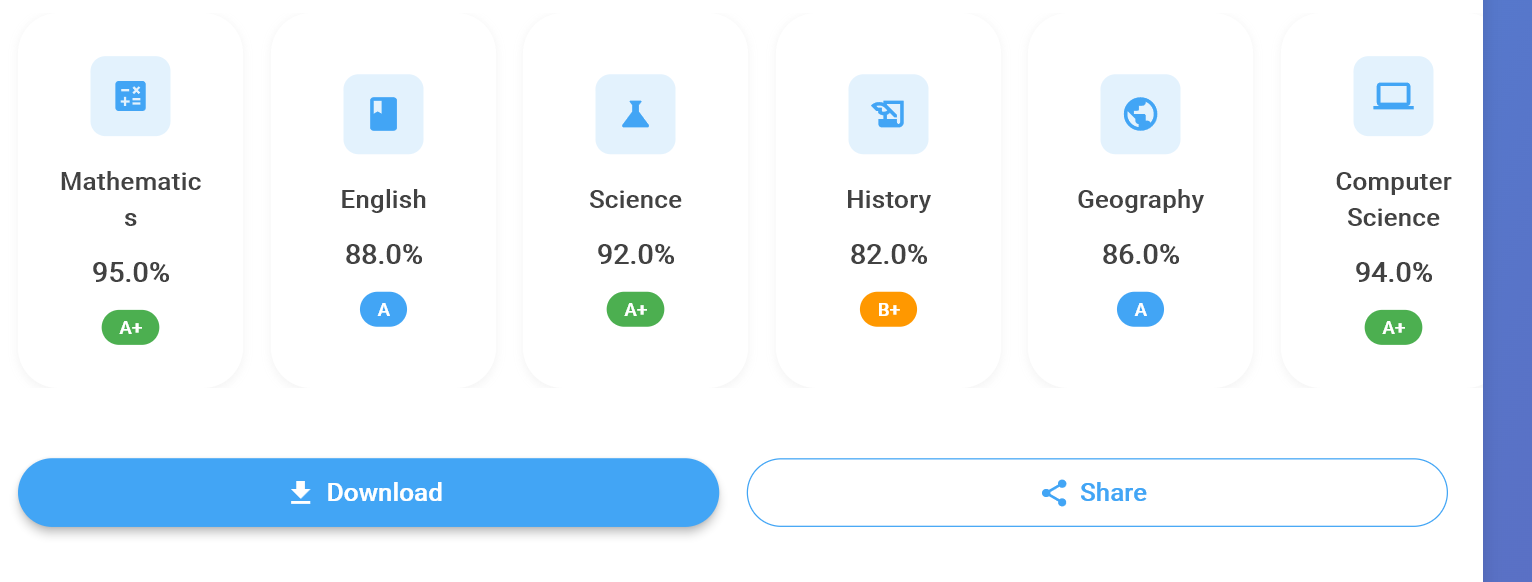 Mathematic
s
95.0%
A+
English
88.0%
A
Science
92.0%
A+
History
82.0%
B+
Geography
86.0%
A
Computer
Science
94.0%
A+
Download
Share